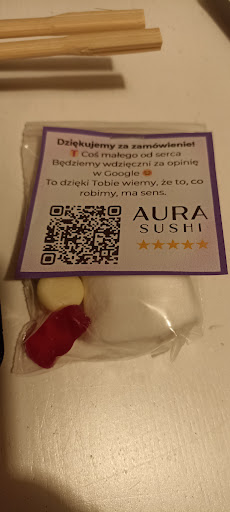 Dziękujemy za zamówienie!
Coś małego od serca
Będziemy wdzięczni za opinię
w Google
To dzięki Tobie wiemy, że to, co
robimy, ma sens.
AURA
SUSHI